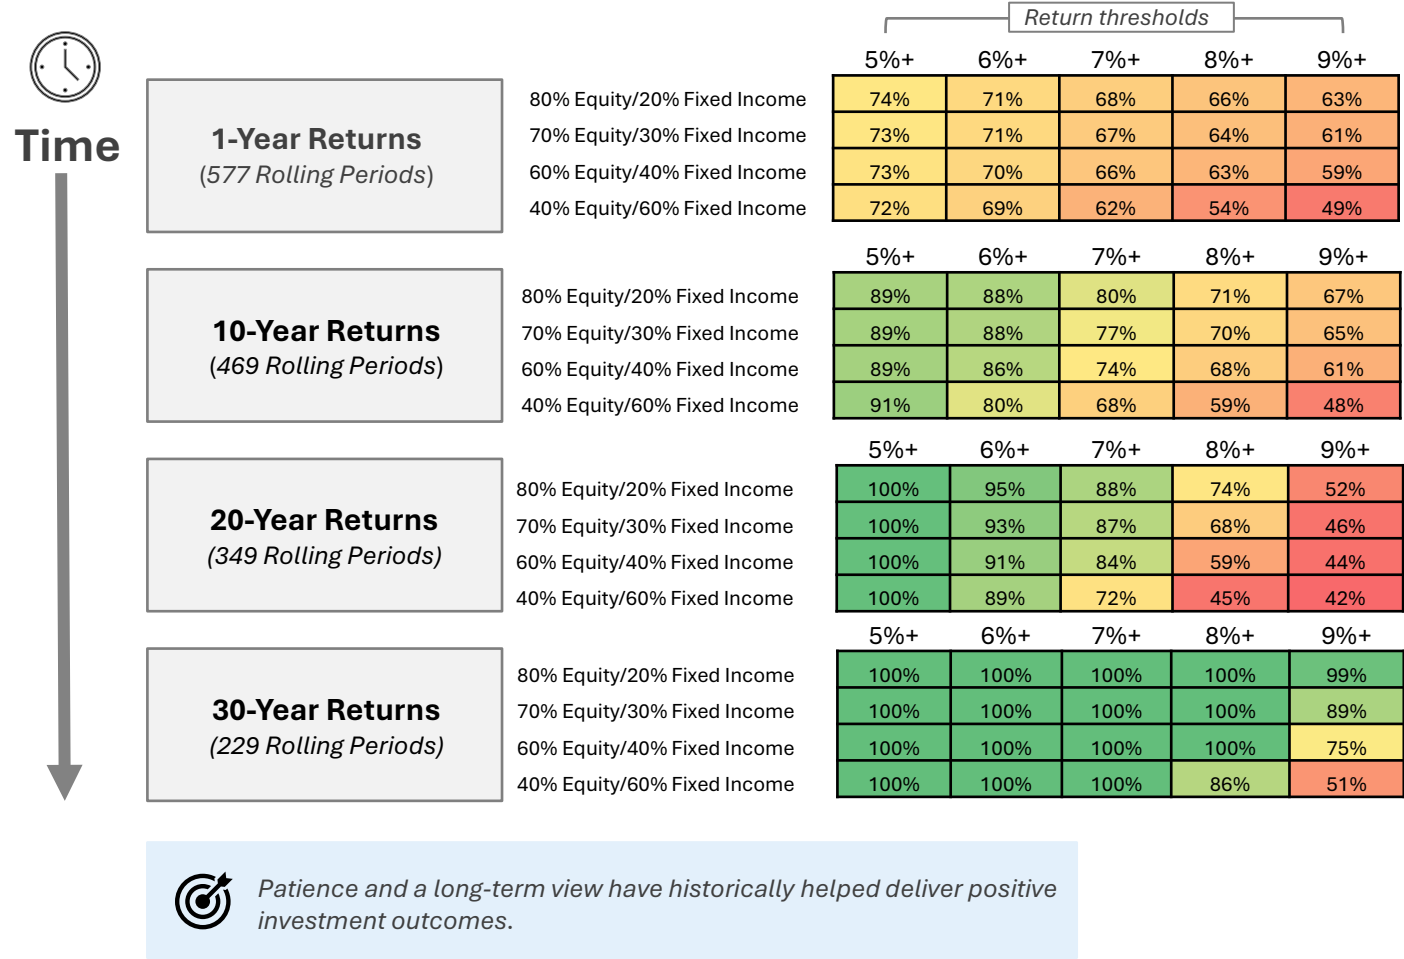 Return thresholds
Time
5%+ 6%+ 7%+ 8%+ 9%+
1-Year Returns
(577 Rolling Periods)
80% Equity/20% Fixed Income 74% 71% 68% 66% 63%
70% Equity/30% Fixed Income 73% 71% 67% 64% 61%
60% Equity/40% Fixed Income 73% 70% 66% 63% 59%
40% Equity/60% Fixed Income 72% 69% 62% 54% 49%
5%+ 6%+ 7%+ 8%+ 9%+
10-Year Returns
(469 Rolling Periods)
80% Equity/20% Fixed Income 89% 88% 80% 71% 67%
70% Equity/30% Fixed Income 89% 88% 77% 70% 65%
60% Equity/40% Fixed Income 89% 86% 74% 68% 61%
40% Equity/60% Fixed Income 91% 80% 68% 59% 48%
5%+ 6%+ 7%+ 8%+ 9%+
20-Year Returns
(349 Rolling Periods)
80% Equity/20% Fixed Income 100% 95% 88% 74% 52%
70% Equity/30% Fixed Income 100% 93% 87% 68% 46%
60% Equity/40% Fixed Income 100% 91% 84% 59% 44%
40% Equity/60% Fixed Income 100% 89% 72% 45% 42%
5%+ 6%+ 7%+ 8%+ 9%+
30-Year Returns
(229 Rolling Periods)
80% Equity/20% Fixed Income 100% 100% 100% 100% 99%
70% Equity/30% Fixed Income 100% 100% 100% 100% 89%
60% Equity/40% Fixed Income 100% 100% 100% 100% 75%
40% Equity/60% Fixed Income 100% 100% 100% 86% 51%
Patience and a long-term view have historically helped deliver positive
investment outcomes.